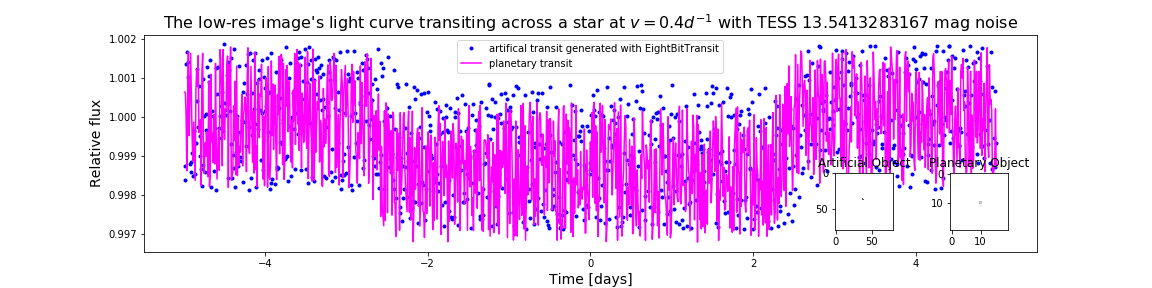 The low-res image's light curve transiting across a star at v = 0.4d⁻¹ with TESS 13.5413283167 mag noise
artifical transit generated with EightBitTransit
planetary transit
Relative flux
1.002
1.001
1.000
0.999
0.998
0.997
Artificial Object
Planetary Object
0
50
0
10
0 50
0 10
−4 −2 0 2 4
Time [days]